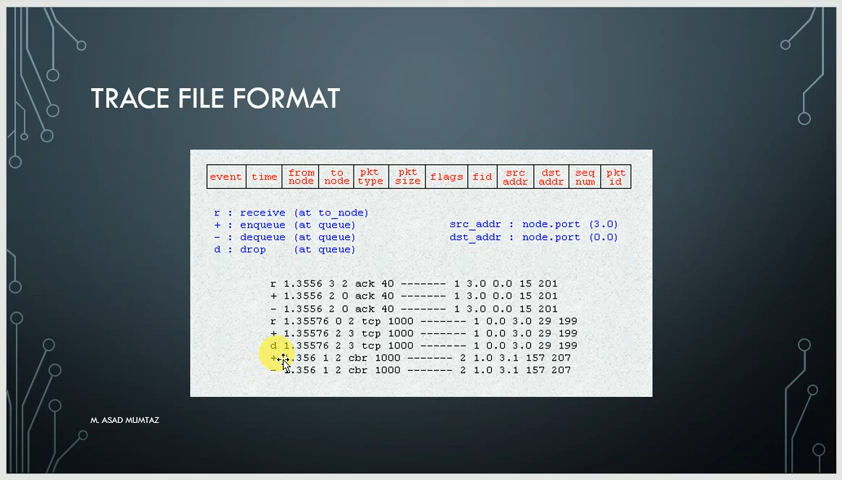 TRACE FILE FORMAT
event time from node to node pkt type pkt size flags fid src addr dst addr seq num pkt id
r : receive (at to_node)
+ : enqueue (at queue)
- : dequeue (at queue)
d : drop (at queue)
src_addr : node.port (3.0)
dst_addr : node.port (0.0)
r 1.3556 3 2 ack 40 ------- 1 3.0 0.0 15 201
+ 1.3556 2 0 ack 40 ------- 1 3.0 0.0 15 201
- 1.3556 2 0 ack 40 ------- 1 3.0 0.0 15 201
r 1.35576 0 2 tcp 1000 ------- 1 0.0 3.0 29 199
+ 1.35576 2 3 tcp 1000 ------- 1 0.0 3.0 29 199
d 1.35576 2 3 tcp 1000 ------- 1 0.0 3.0 29 199
+ 1.356 1 2 cbr 1000 ------- 2 1.0 3.1 157 207
- 1.356 1 2 cbr 1000 ------- 2 1.0 3.1 157 207
M. ASAD MUMTAZ